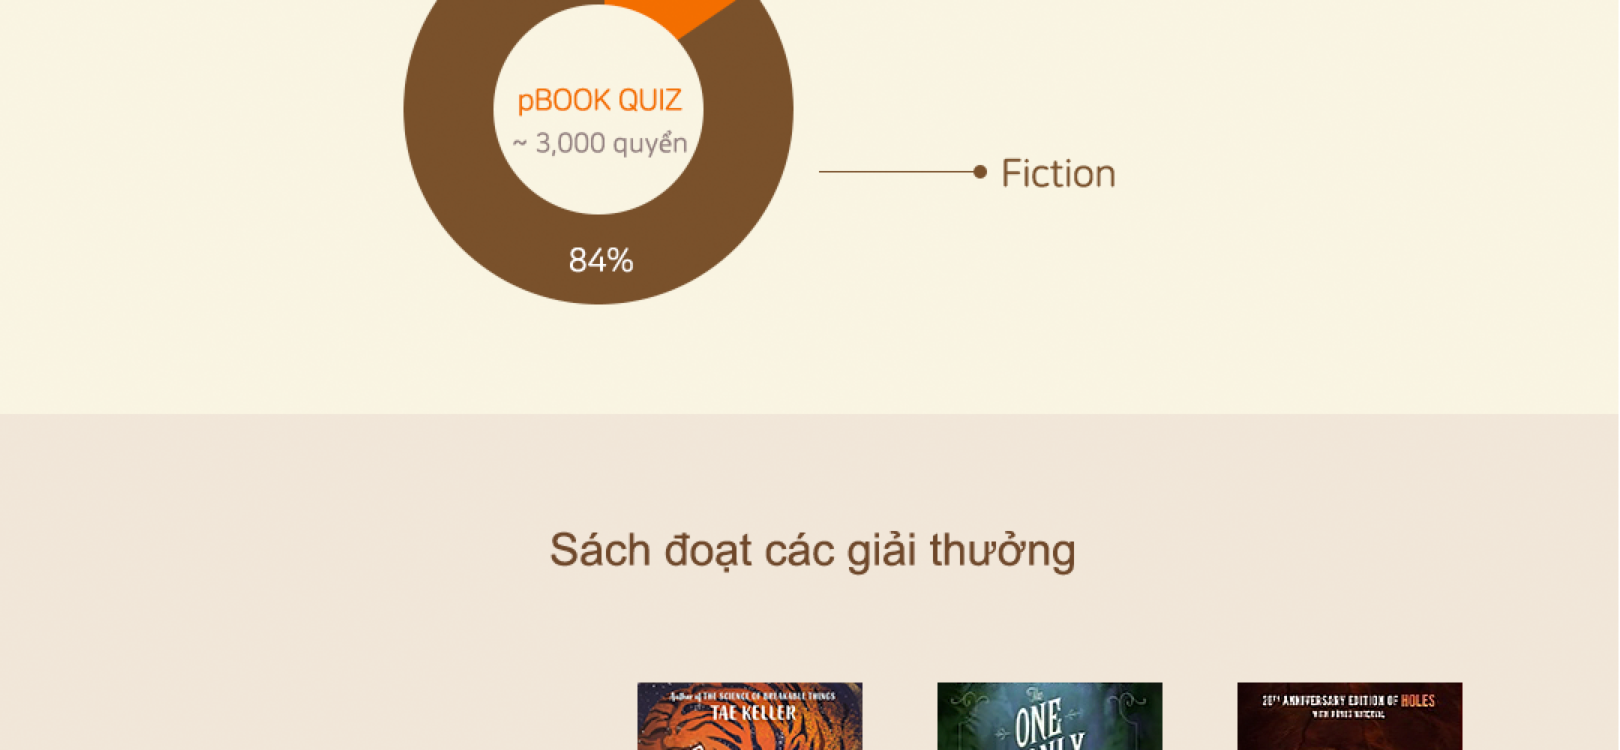 pBOOK QUIZ
~ 3,000 quyển
Fiction
84%
Sách đoạt các giải thưởng
Author of THE SCIENCE OF BREAKABLE THINGS
TAE KELLER
The
ONE
20TH ANNIVERSARY EDITION OF HOLES
WITH BONUS MATERIAL